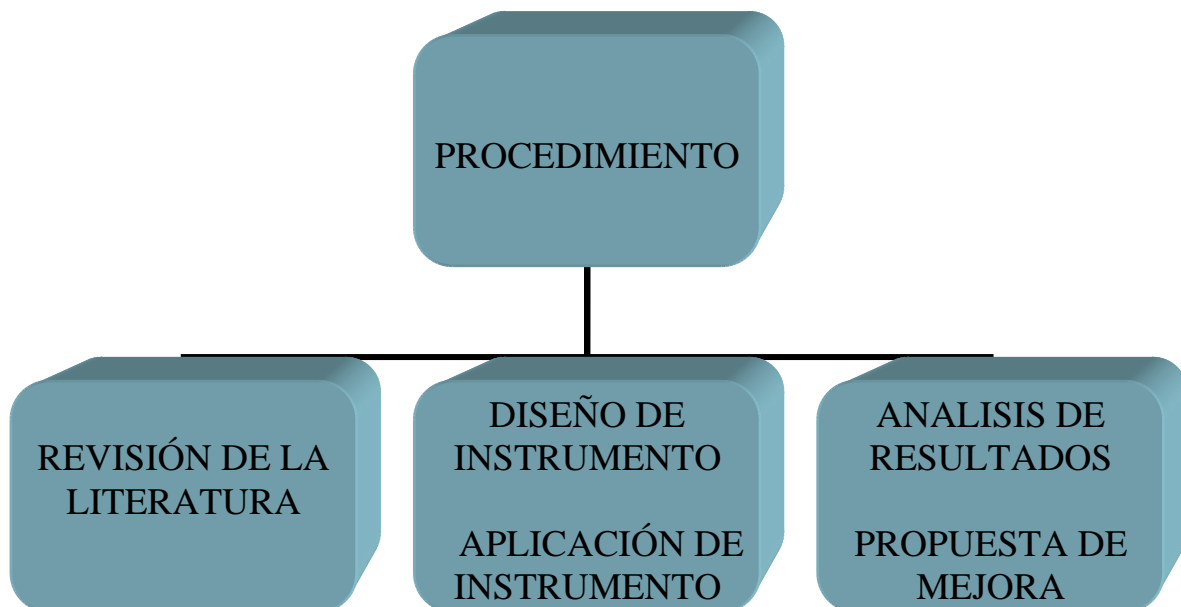 PROCEDIMIENTO
REVISIÓN DE LA
LITERATURA
DISEÑO DE
INSTRUMENTO
APLICACIÓN DE
INSTRUMENTO
ANALISIS DE
RESULTADOS
PROPUESTA DE
MEJORA